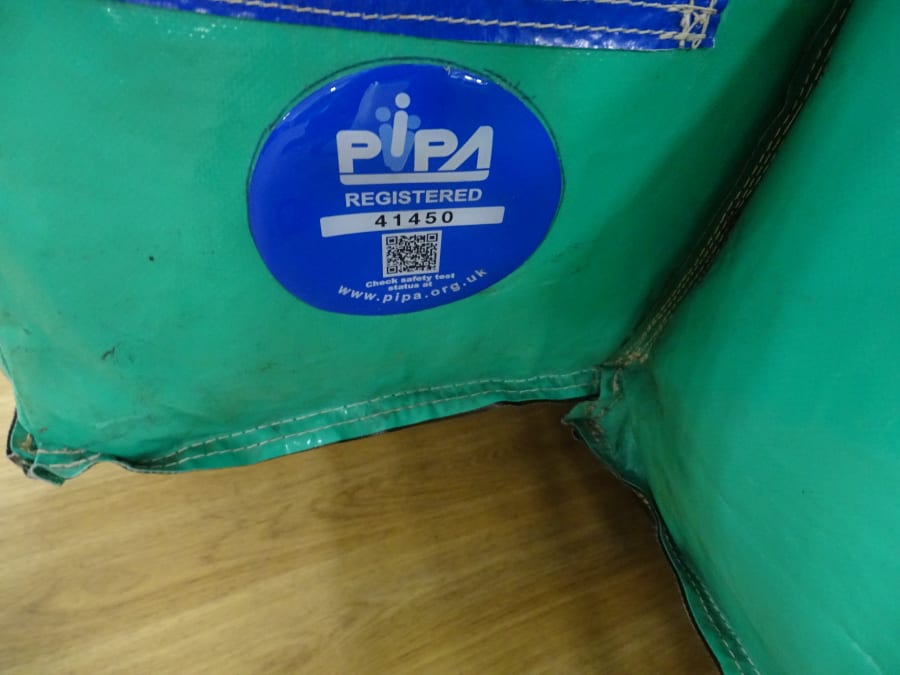 PIPA
REGISTERED
41450
Check safety test
status at
www.pipa.org.uk